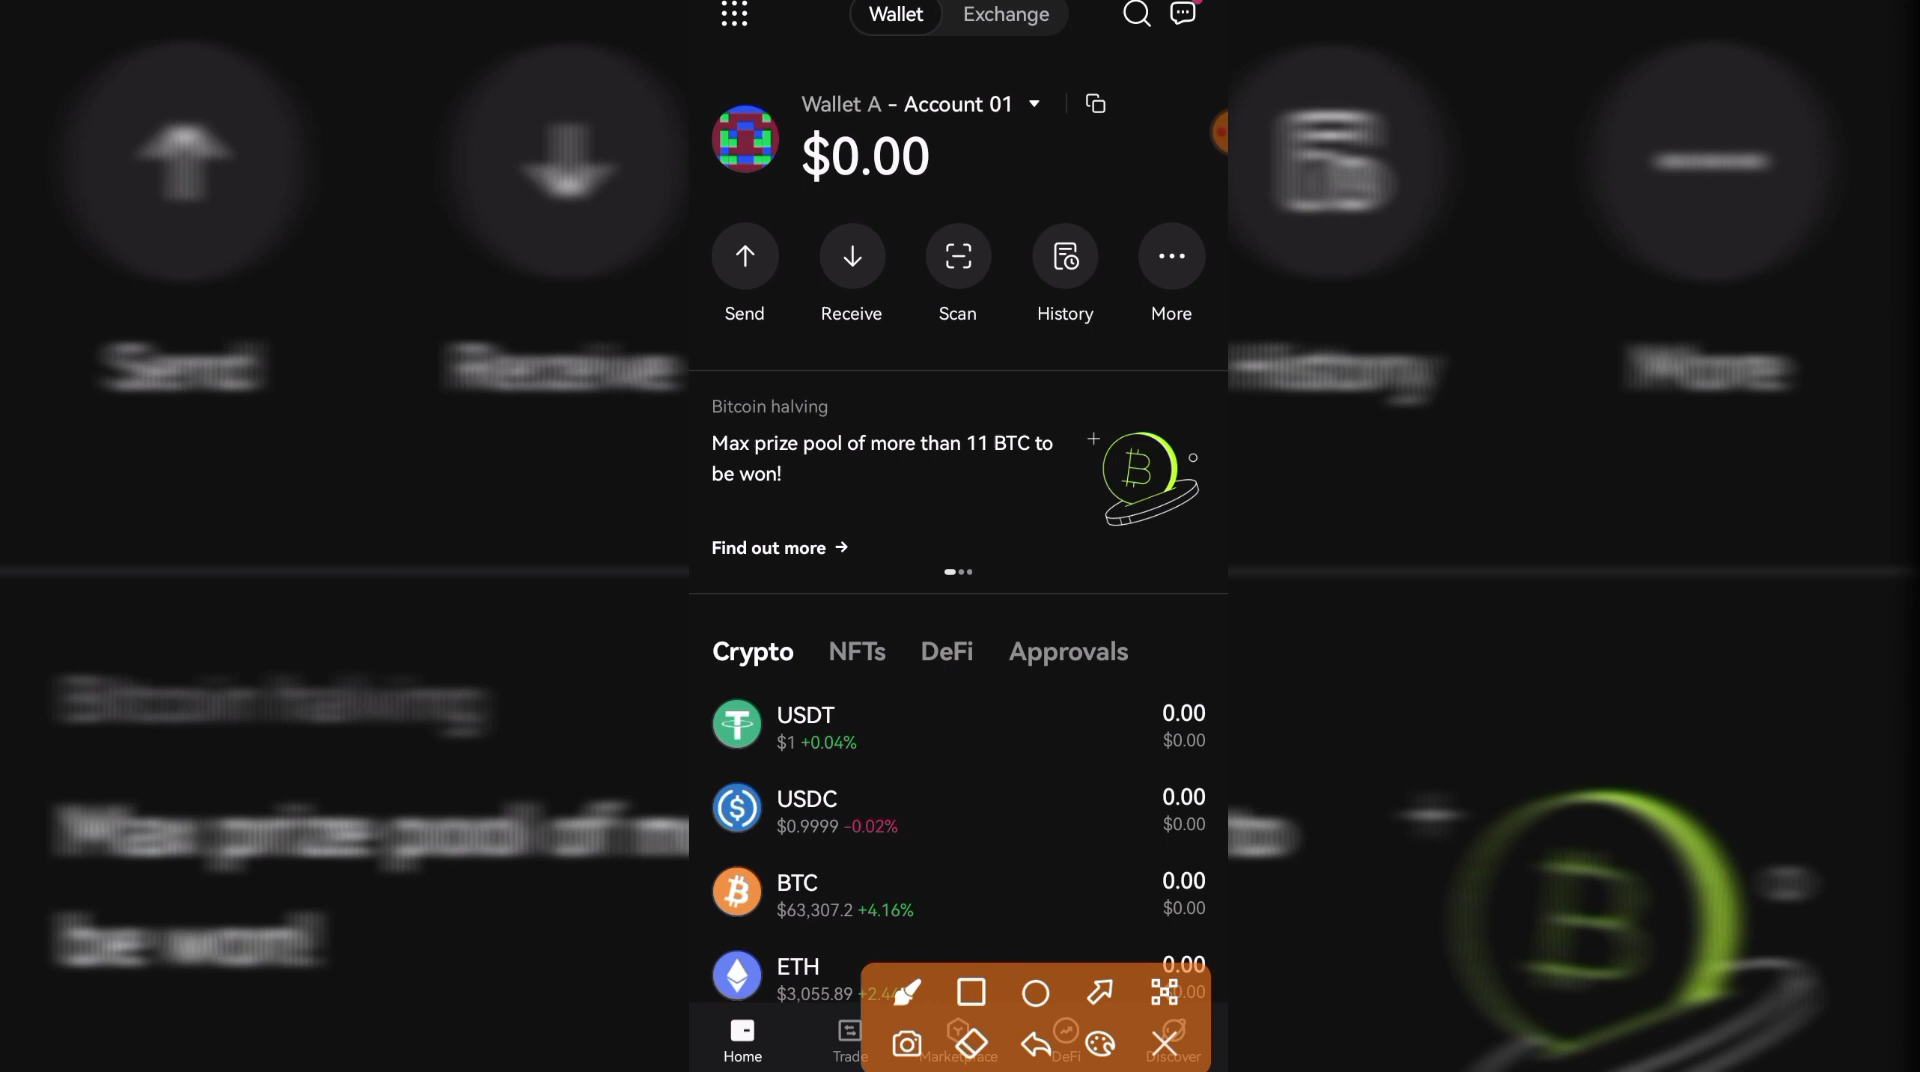 Wallet Exchange
Wallet A - Account 01
$0.00
Send Receive Scan History More
Bitcoin halving
Max prize pool of more than 11 BTC to
be won!
Find out more →
Crypto NFTs DeFi Approvals
USDT 0.00
$1 +0.04% $0.00
USDC 0.00
$0.9999 -0.02% $0.00
BTC 0.00
$63,307.2 +4.16% $0.00
ETH 0.00
$3,055.89
Home Trade Marketplace DeFi Discover